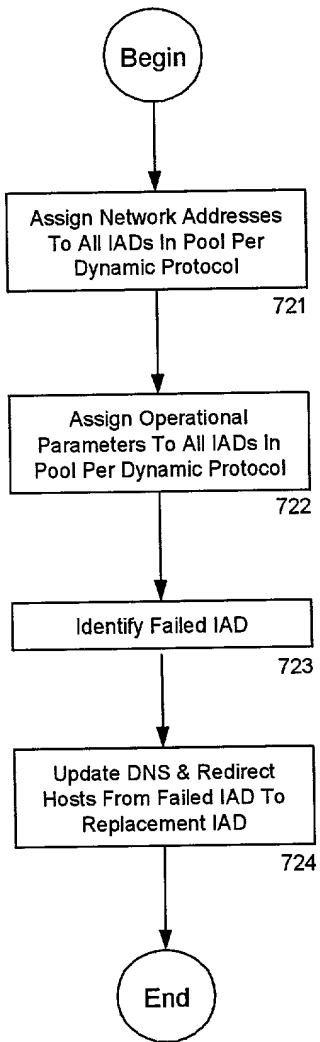 Begin
Assign Network Addresses
To All IADs In Pool Per
Dynamic Protocol
721
Assign Operational
Parameters To All IADs In
Pool Per Dynamic Protocol
722
Identify Failed IAD
723
Update DNS & Redirect
Hosts From Failed IAD To
Replacement IAD
724
End